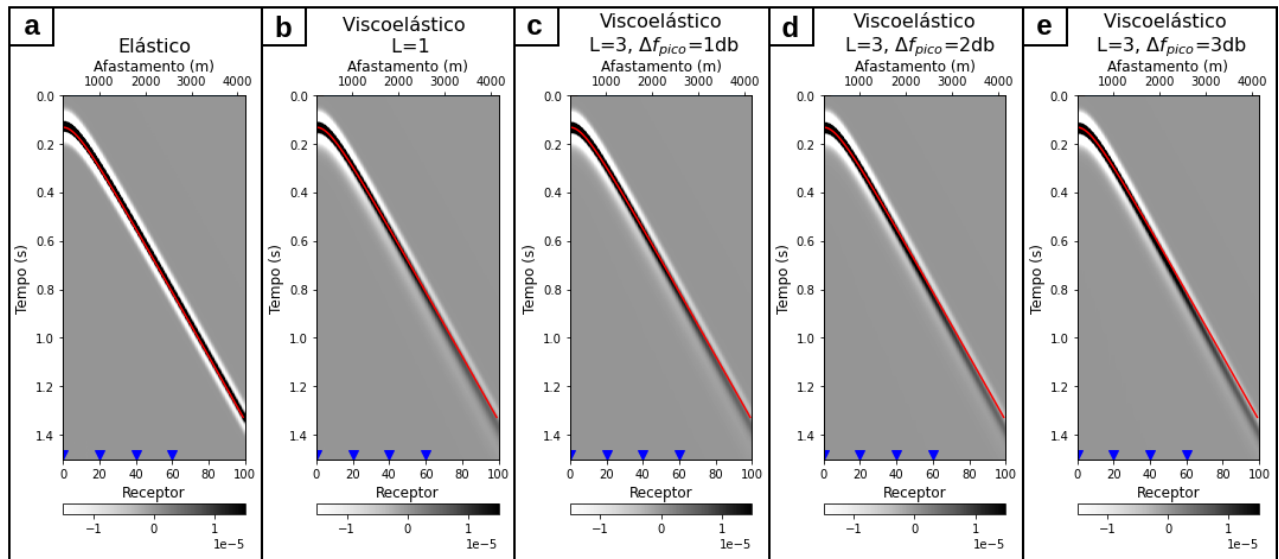 a
Elástico
Afastamento (m)
1000 2000 3000 4000
0.0
0.2
0.4
0.6
0.8
1.0
1.2
1.4
Tempo (s)
0 20 40 60 80 100
Receptor
−1 0 1
1e−5
b
Viscoelástico
L=1
Afastamento (m)
1000 2000 3000 4000
0.0
0.2
0.4
0.6
0.8
1.0
1.2
1.4
Tempo (s)
0 20 40 60 80 100
Receptor
−1 0 1
1e−5
c
Viscoelástico
L=3, Δf_pico=1db
Afastamento (m)
1000 2000 3000 4000
0.0
0.2
0.4
0.6
0.8
1.0
1.2
1.4
Tempo (s)
0 20 40 60 80 100
Receptor
−1 0 1
1e−5
d
Viscoelástico
L=3, Δf_pico=2db
Afastamento (m)
1000 2000 3000 4000
0.0
0.2
0.4
0.6
0.8
1.0
1.2
1.4
Tempo (s)
0 20 40 60 80 100
Receptor
−1 0 1
1e−5
e
Viscoelástico
L=3, Δf_pico=3db
Afastamento (m)
1000 2000 3000 4000
0.0
0.2
0.4
0.6
0.8
1.0
1.2
1.4
Tempo (s)
0 20 40 60 80 100
Receptor
−1 0 1
1e−5